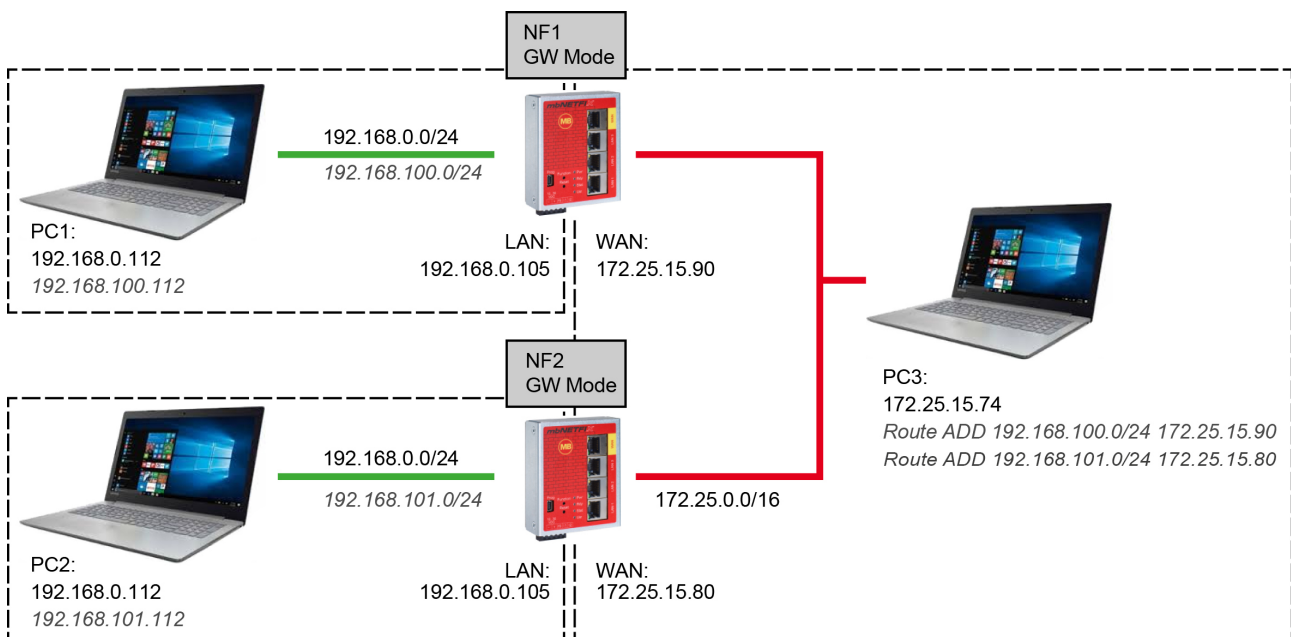 NF1
GW Mode
192.168.0.0/24
192.168.100.0/24
PC1:
192.168.0.112
192.168.100.112
LAN:
192.168.0.105
WAN:
172.25.15.90
NF2
GW Mode
192.168.0.0/24
192.168.101.0/24
172.25.0.0/16
PC2:
192.168.0.112
192.168.101.112
LAN:
192.168.0.105
WAN:
172.25.15.80
PC3:
172.25.15.74
Route ADD 192.168.100.0/24 172.25.15.90
Route ADD 192.168.101.0/24 172.25.15.80